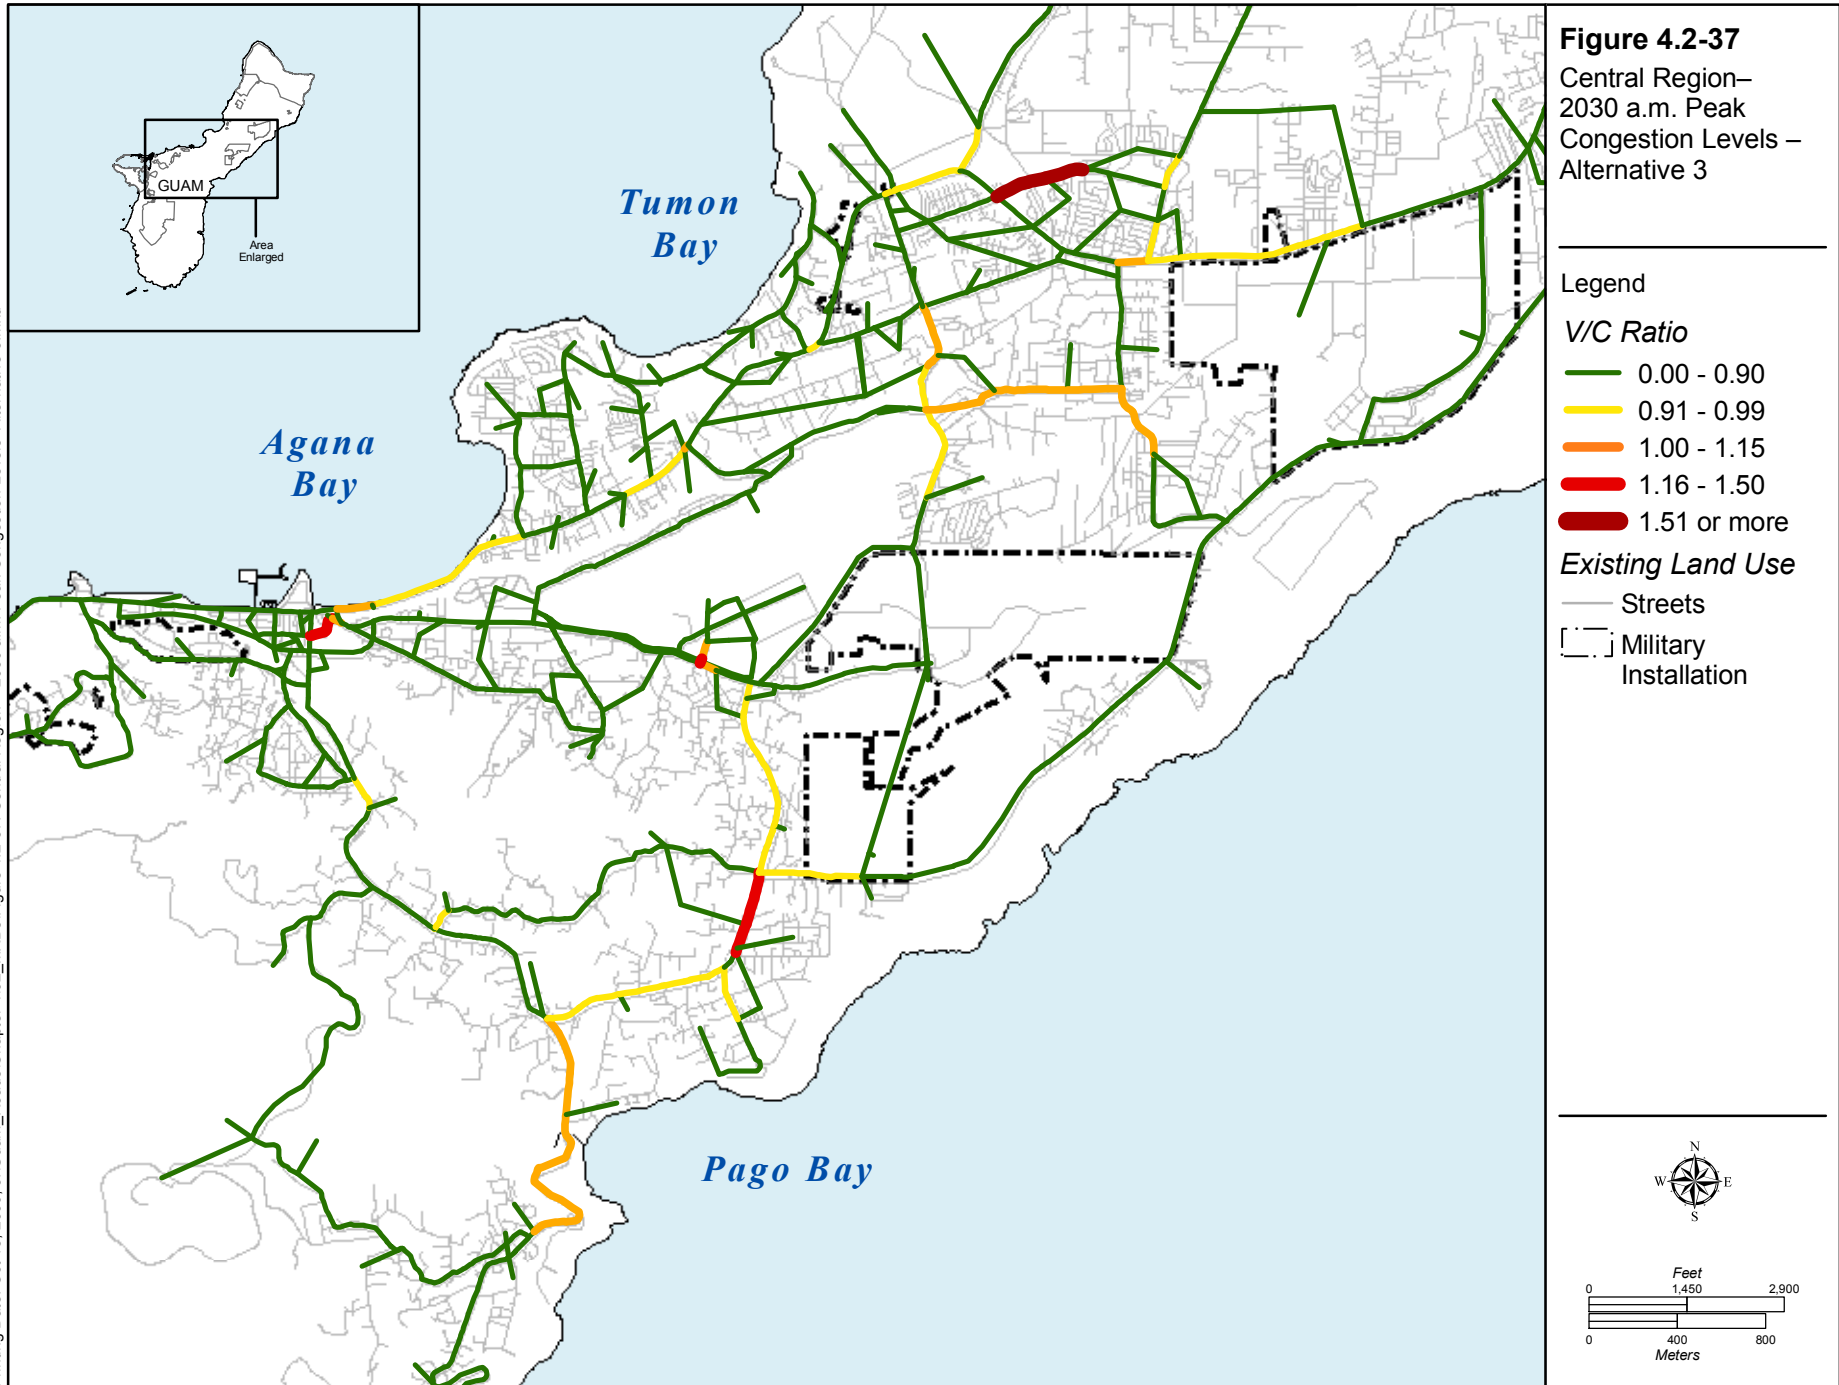 Figure 4.2-37
Central Region–
2030 a.m. Peak
Congestion Levels –
Alternative 3
Legend
V/C Ratio
0.00 - 0.90
0.91 - 0.99
1.00 - 1.15
1.16 - 1.50
1.51 or more
Existing Land Use
Streets
Military
Installation
GUAM
Area
Enlarged
Tumon
Bay
Agana
Bay
Pago Bay
N
W E
S
Feet
0 1,450 2,900
0 400 800
Meters